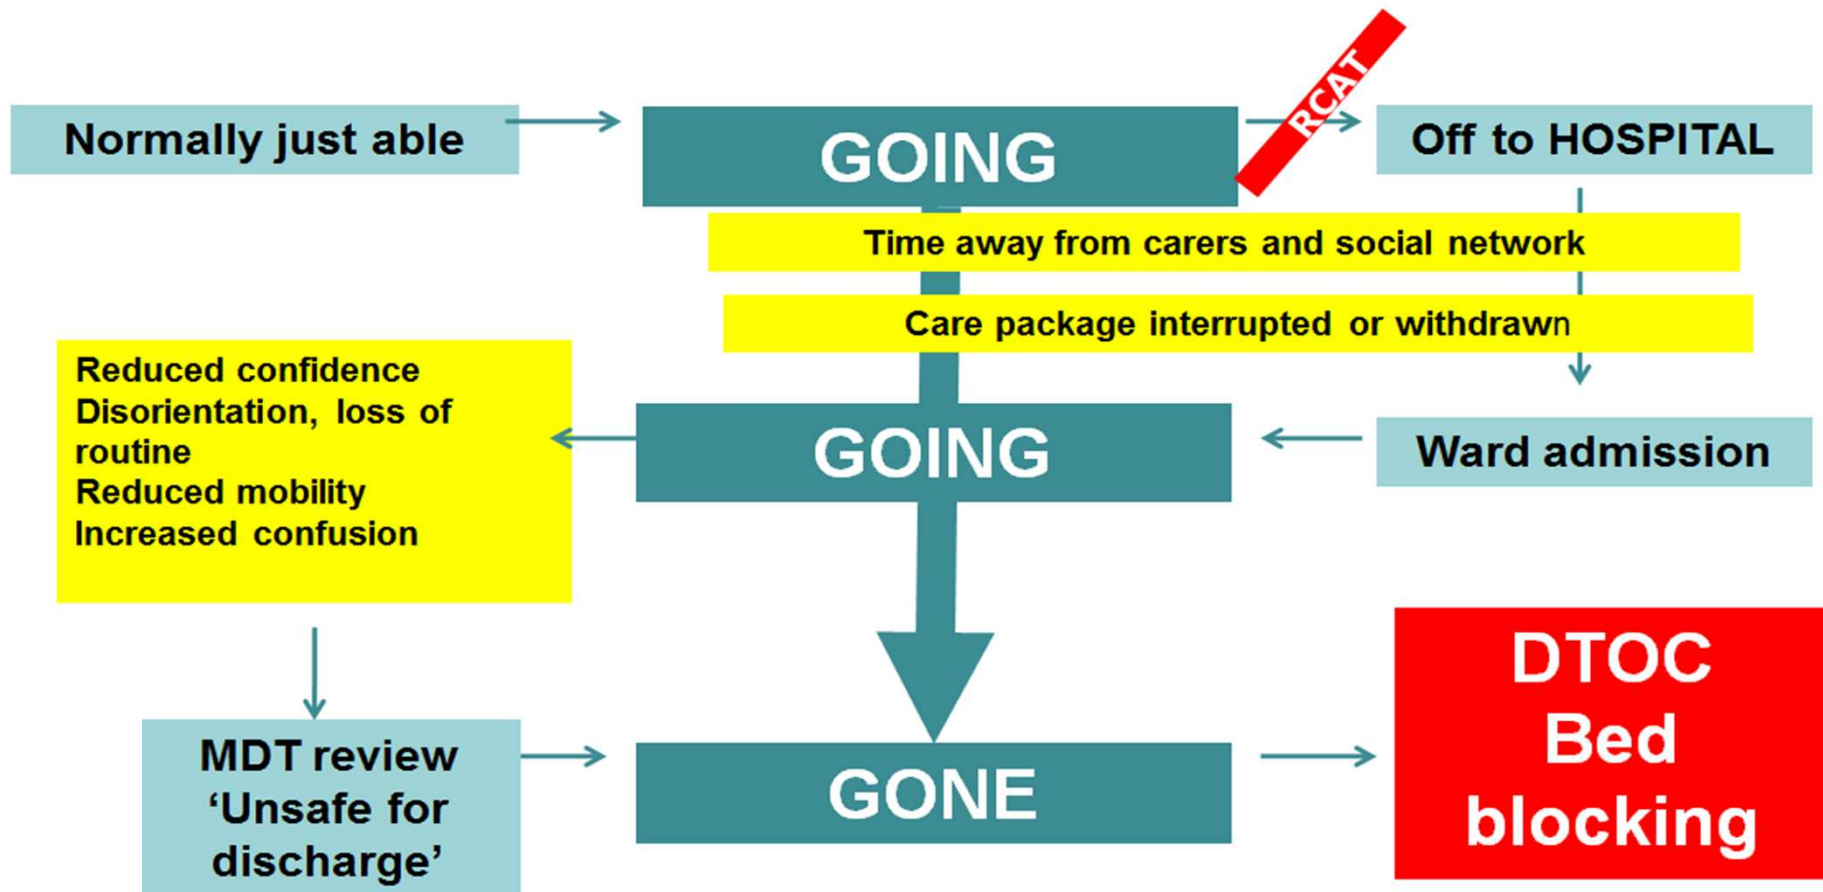 Normally just able
GOING
RCAT
Off to HOSPITAL
Time away from carers and social network
Care package interrupted or withdrawn
Reduced confidence
Disorientation, loss of
routine
Reduced mobility
Increased confusion
GOING
Ward admission
MDT review
‘Unsafe for
discharge’
GONE
DTOC
Bed
blocking